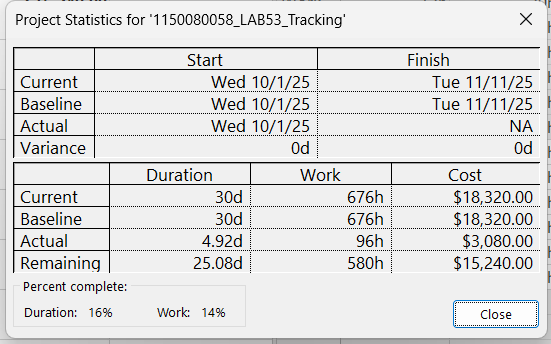 Project Statistics for '1150080058_LAB53_Tracking'
Start Finish
Current Wed 10/1/25 Tue 11/11/25
Baseline Wed 10/1/25 Tue 11/11/25
Actual Wed 10/1/25 NA
Variance 0d 0d
Duration Work Cost
Current 30d 676h $18,320.00
Baseline 30d 676h $18,320.00
Actual 4.92d 96h $3,080.00
Remaining 25.08d 580h $15,240.00
Percent complete:
Duration: 16% Work: 14%
Close